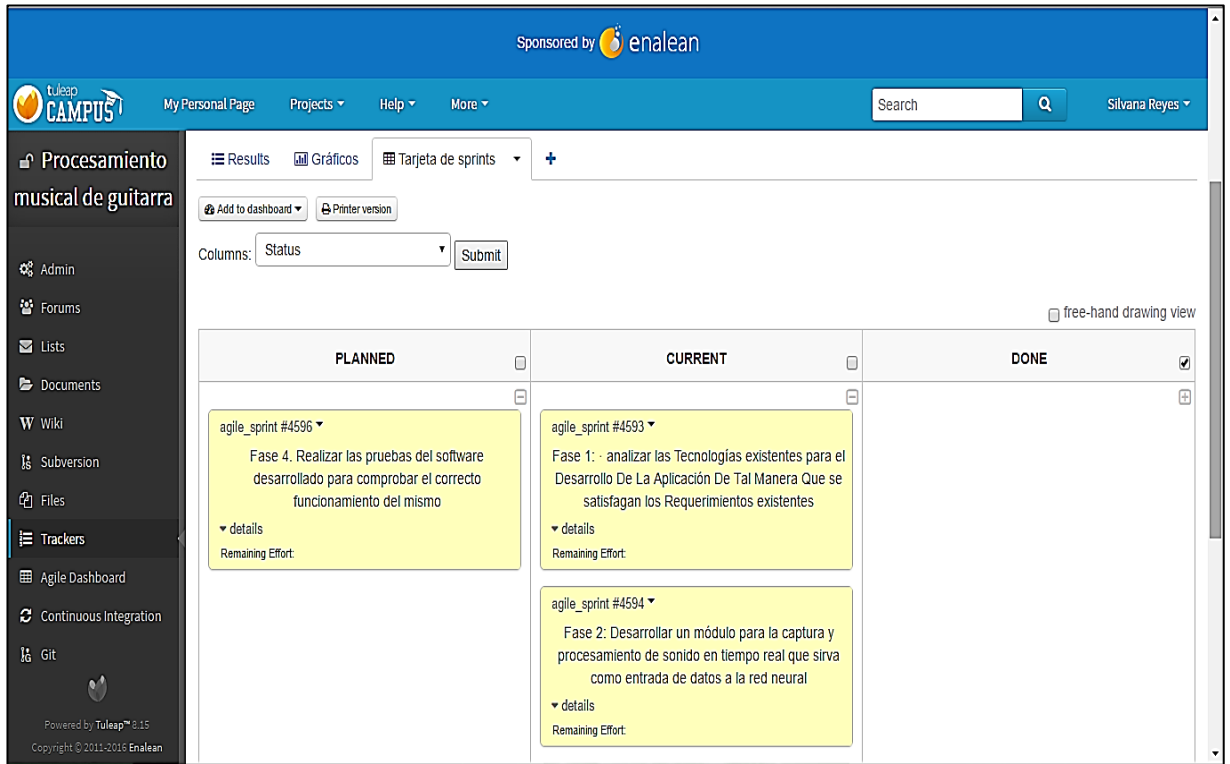 Sponsored by enalean
tuleap
CAMPUS
My Personal Page Projects Help More Search Silvana Reyes
Procesamiento
musical de guitarra
Admin
Forums
Lists
Documents
Wiki
Subversion
Files
Trackers
Agile Dashboard
Continuous Integration
Git
Powered by Tuleap™ 8.15
Copyright © 2011-2016 Enalean
Results Gráficos Tarjeta de sprints +
Add to dashboard Printer version
Columns: Status Submit
free-hand drawing view
PLANNED CURRENT DONE
agile_sprint #4596
Fase 4. Realizar las pruebas del software
desarrollado para comprobar el correcto
funcionamiento del mismo
details
Remaining Effort:
agile_sprint #4593
Fase 1: · analizar las Tecnologías existentes para el
Desarrollo De La Aplicación De Tal Manera Que se
satisfagan los Requerimientos existentes
details
Remaining Effort:
agile_sprint #4594
Fase 2: Desarrollar un módulo para la captura y
procesamiento de sonido en tiempo real que sirva
como entrada de datos a la red neural
details
Remaining Effort: